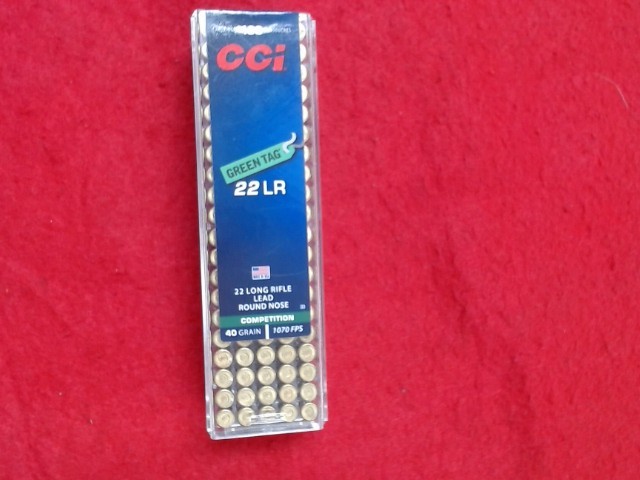 CCI
GREEN TAG
22 LR
22 LONG RIFLE
LEAD
ROUND NOSE
COMPETITION
40 GRAIN 1070 FPS